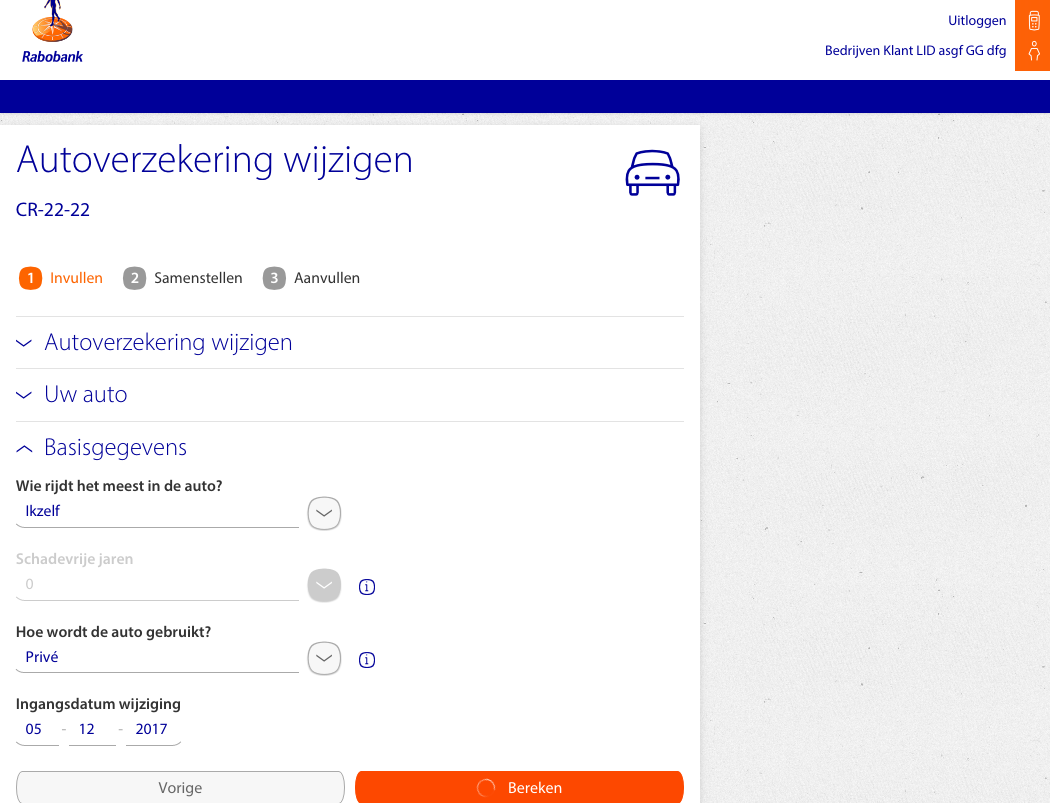 Uitloggen
Rabobank
Bedrijven Klant LID asgf GG dfg
Autoverzekering wijzigen
CR-22-22
1 Invullen 2 Samenstellen 3 Aanvullen
Autoverzekering wijzigen
Uw auto
Basisgegevens
Wie rijdt het meest in de auto?
Ikzelf
Schadevrije jaren
0
i
Hoe wordt de auto gebruikt?
Privé
i
Ingangsdatum wijziging
05 - 12 - 2017
Vorige Bereken